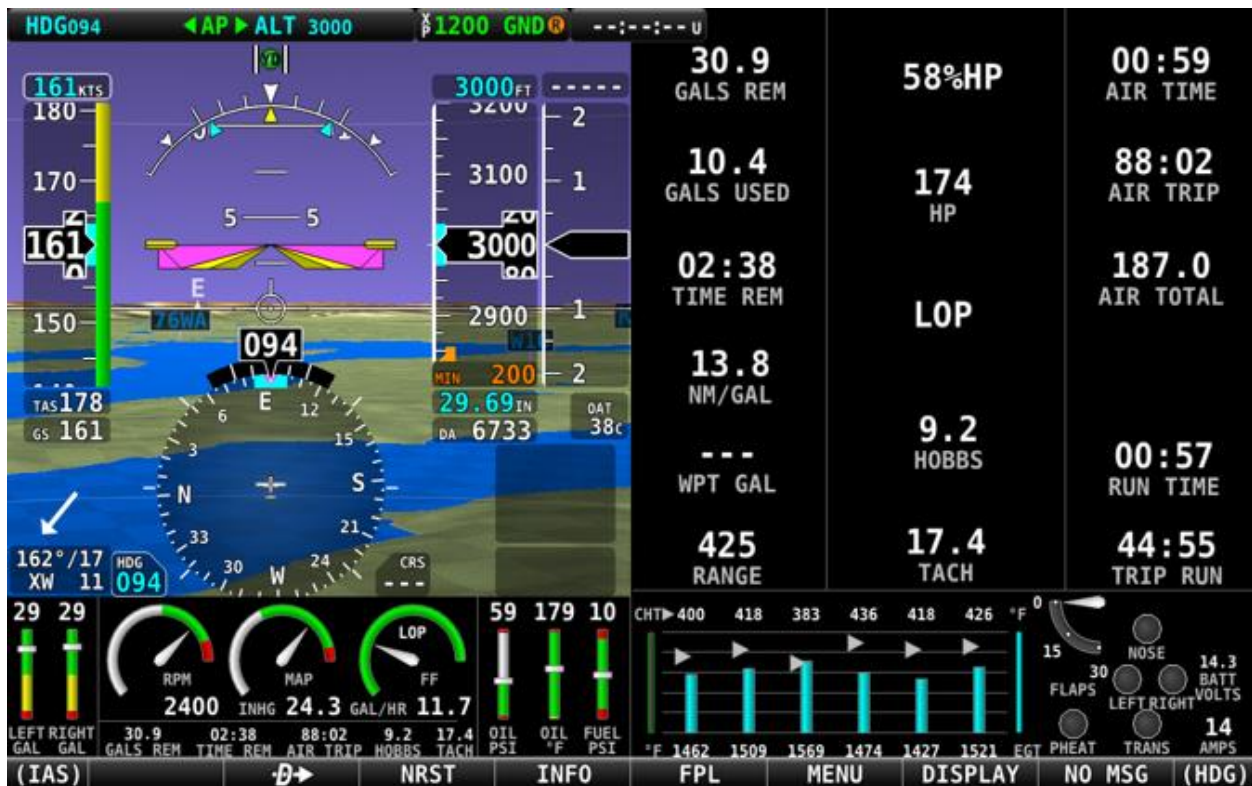 HDG094 AP ALT 3000 XP 1200 GND R --:--:-- U
YD
161KTS 3000FT -----
180 3200 2
170 3100 1
5 5
161 3000
20
80
E
76WA
150 2900 1
W1
094
MIN 200 2
TAS178 29.69IN OAT
GS 161 DA 6733 38C
N 3 6 E 12 15 S 21 24 W 30 33
162°/17 HDG CRS
XW 11 094 ---
30.9
GALS REM
10.4
GALS USED
02:38
TIME REM
13.8
NM/GAL
---
WPT GAL
425
RANGE
58%HP
174
HP
LOP
9.2
HOBBS
17.4
TACH
00:59
AIR TIME
88:02
AIR TRIP
187.0
AIR TOTAL
00:57
RUN TIME
44:55
TRIP RUN
29 29
LEFT RIGHT
GAL GAL
RPM MAP LOP FF
2400 INHG 24.3 GAL/HR 11.7
30.9 02:38 88:02 9.2 17.4
GALS REM TIME REM AIR TRIP HOBBS TACH
59 179 10
OIL OIL FUEL
PSI °F PSI
CHT 400 418 383 436 418 426 °F
°F 1462 1509 1569 1474 1427 1521 EGT
0
15
30
FLAPS
NOSE
LEFT RIGHT
14.3
BATT
VOLTS
14
AMPS
PHEAT TRANS
(IAS) D NRST INFO FPL MENU DISPLAY NO MSG (HDG)